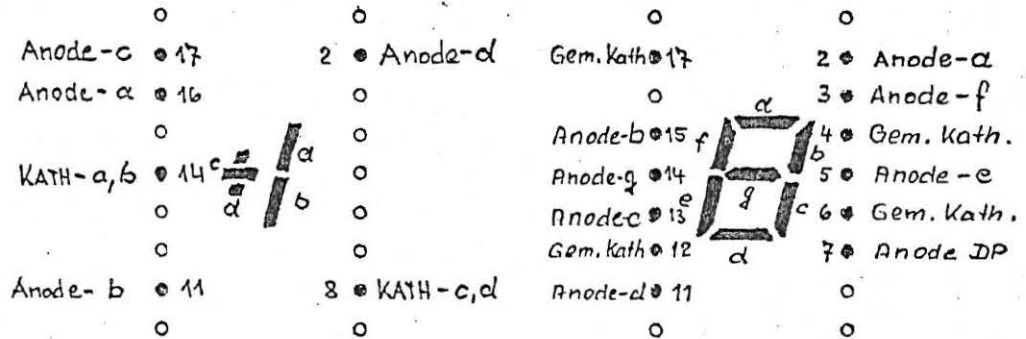 Anode-c 17 2 Anode-d Gem. Kath 17 2 Anode-a
Anode-a 16 3 Anode-f
a
Anode-b 15 f 4 Gem. Kath.
a b
KATH-a,b 14 c Anode-g 14 5 Anode-e
g
d b Anode-c 13 e c 6 Gem. Kath.
Gem. Kath 12 d 7 Anode DP
Anode-b 11 8 KATH-c,d Anode-d 11